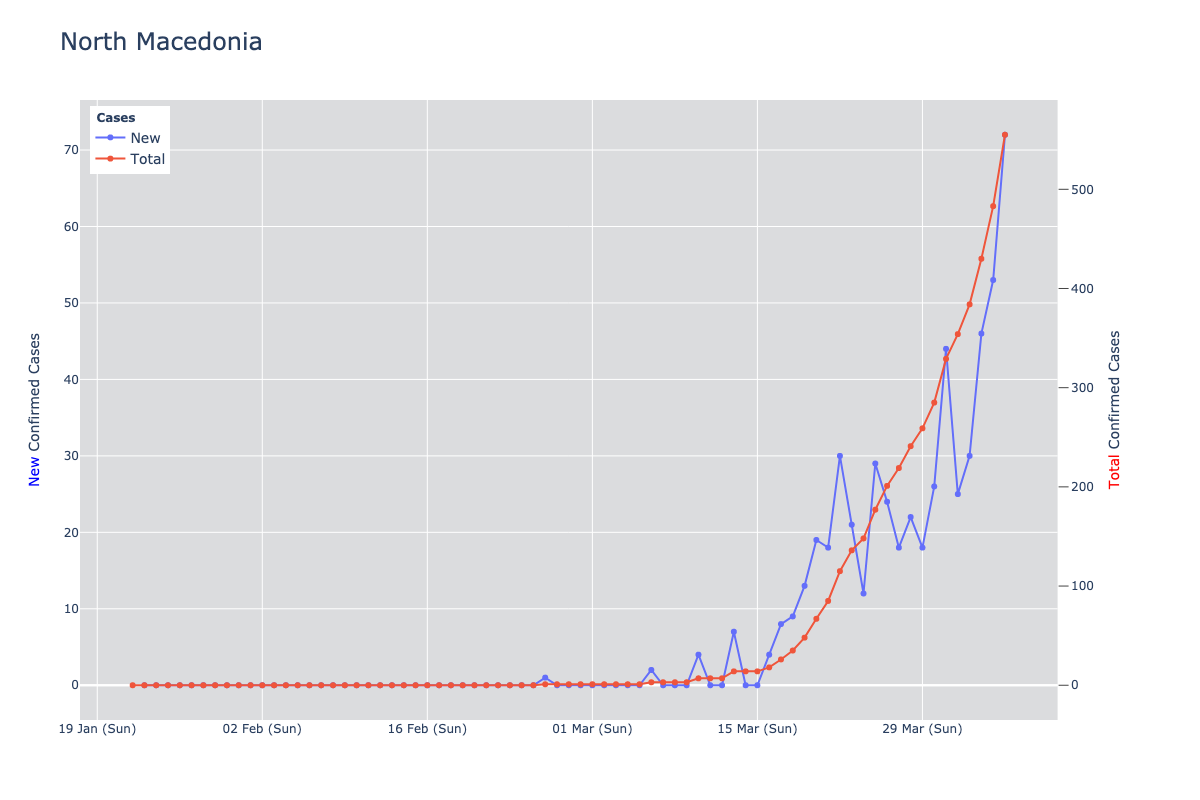 North Macedonia
Cases
New
Total
70
60
50
40
30
20
10
0
500
400
300
200
100
0
New Confirmed Cases
Total Confirmed Cases
19 Jan (Sun)
02 Feb (Sun)
16 Feb (Sun)
01 Mar (Sun)
15 Mar (Sun)
29 Mar (Sun)